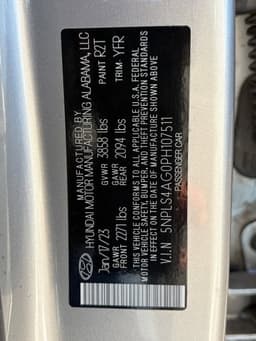 MANUFACTURED BY
HYUNDAI MOTOR MANUFACTURING ALABAMA, LLC
Jan/17/23 3858 lbs PAINT R2T
GAWR FRONT 2271 lbs GAWR REAR 2094 lbs TRIM YFR
THIS VEHICLE CONFORMS TO ALL APPLICABLE U.S.A. FEDERAL
MOTOR VEHICLE SAFETY, BUMPER, AND THEFT PREVENTION STANDARDS
IN EFFECT ON THE DATE OF MANUFACTURE SHOWN ABOVE.
V.I.N 5NPLS4AG0PH107511
PASSENGER CAR